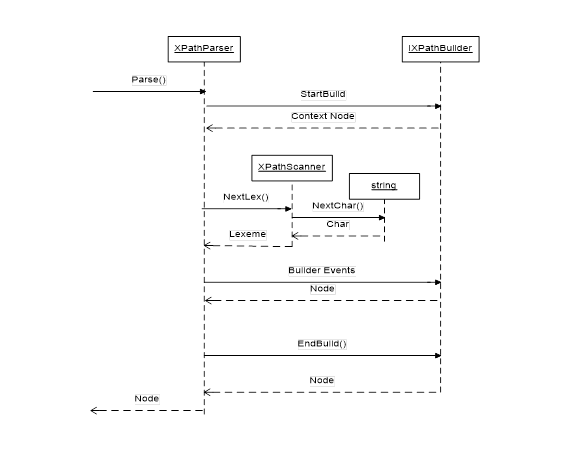 XPathParser
IXPathBuilder
Parse()
StartBuild
Context Node
XPathScanner
string
NextLex()
NextChar()
Char
Lexeme
Builder Events
Node
EndBuild()
Node
Node